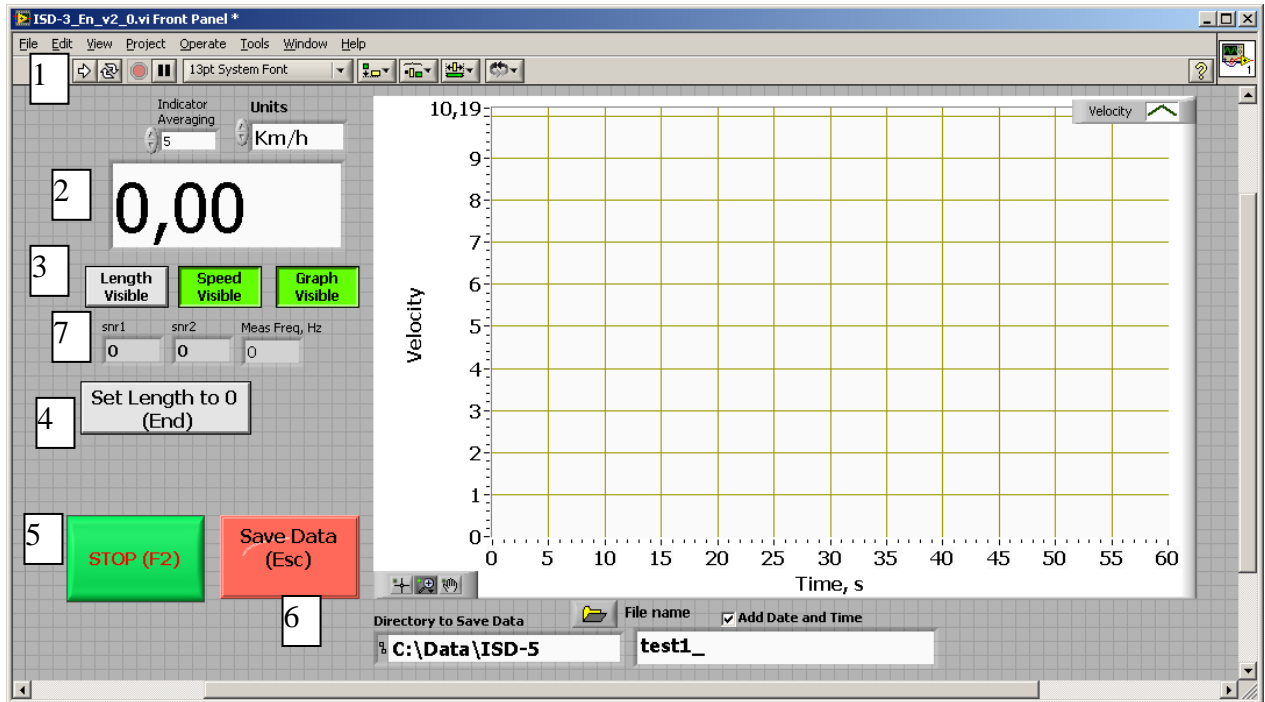 ISD-3_En_v2_0.vi Front Panel *
File Edit View Project Operate Tools Window Help
1
13pt System Font
1
Indicator
Averaging
5
Units
Km/h
2
0,00
3
Length
Visible
Speed
Visible
Graph
Visible
7
snr1
0
snr2
0
Meas Freq, Hz
0
4
Set Length to 0
(End)
5
STOP (F2)
Save Data
(Esc)
6
Velocity
10,19
9
8
7
6
5
4
3
2
1
0
Velocity
0 5 10 15 20 25 30 35 40 45 50 55 60
Time, s
Directory to Save Data
C:\Data\ISD-5
File name
Add Date and Time
test1_